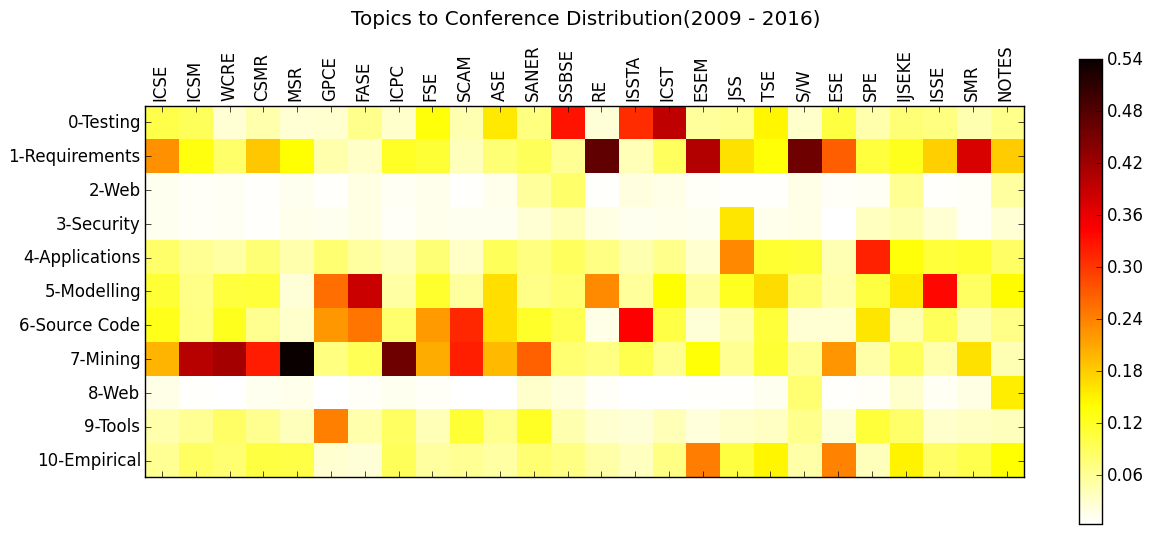 Topics to Conference Distribution(2009 - 2016)
ICSE
ICSM
WCRE
CSMR
MSR
GPCE
FASE
ICPC
FSE
SCAM
ASE
SANER
SSBSE
RE
ISSTA
ICST
ESEM
JSS
TSE
S/W
ESE
SPE
IJSEKE
ISSE
SMR
NOTES
0-Testing
1-Requirements
2-Web
3-Security
4-Applications
5-Modelling
6-Source Code
7-Mining
8-Web
9-Tools
10-Empirical
0.54
0.48
0.42
0.36
0.30
0.24
0.18
0.12
0.06